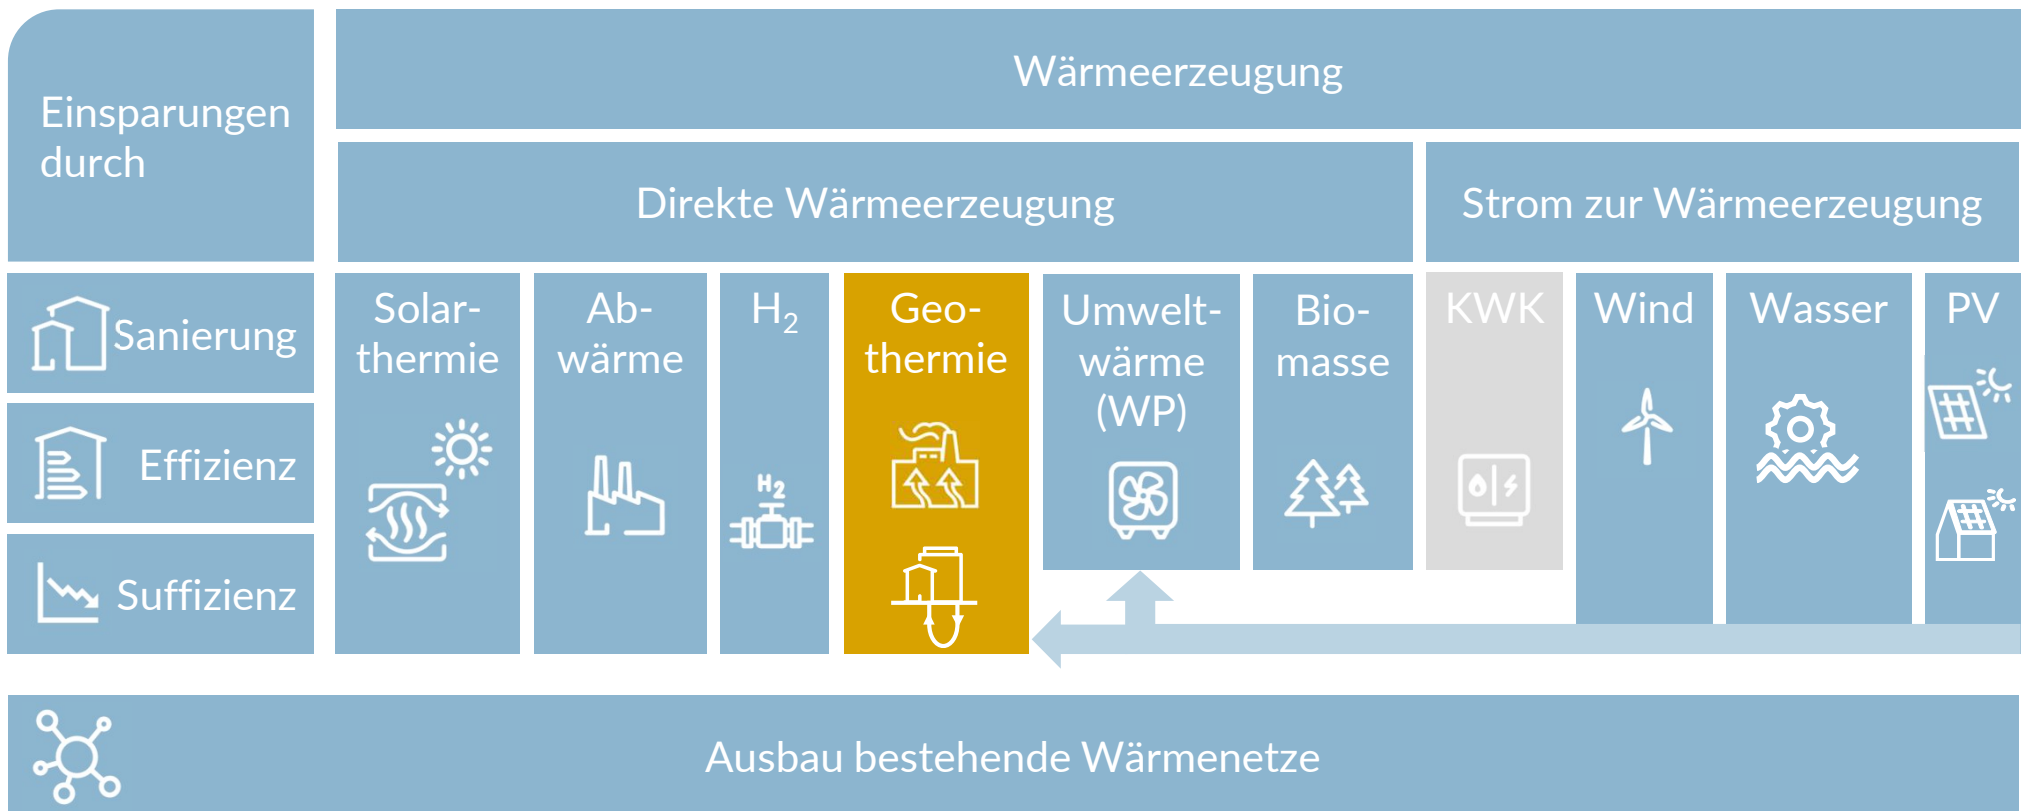 Einsparungen
durch
Wärmeerzeugung
Direkte Wärmeerzeugung
Strom zur Wärmeerzeugung
Sanierung
Effizienz
Suffizienz
Solar-
thermie
Ab-
wärme
H₂
H₂
Geo-
thermie
Umwelt-
wärme
(WP)
Bio-
masse
KWK
Wind
Wasser
PV
Ausbau bestehende Wärmenetze